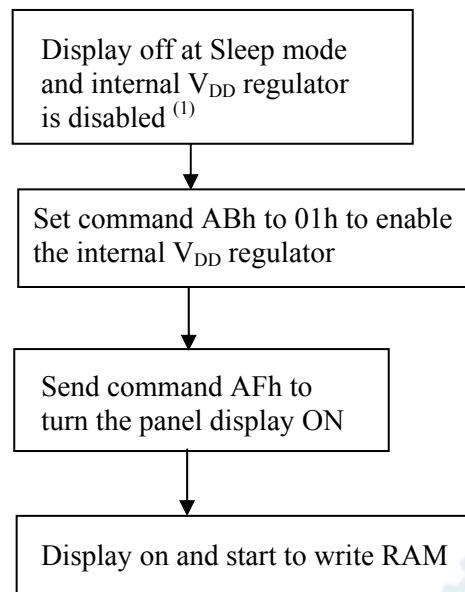 Display off at Sleep mode
and internal VDD regulator
is disabled (1)
Set command ABh to 01h to enable
the internal VDD regulator
Send command AFh to
turn the panel display ON
Display on and start to write RAM